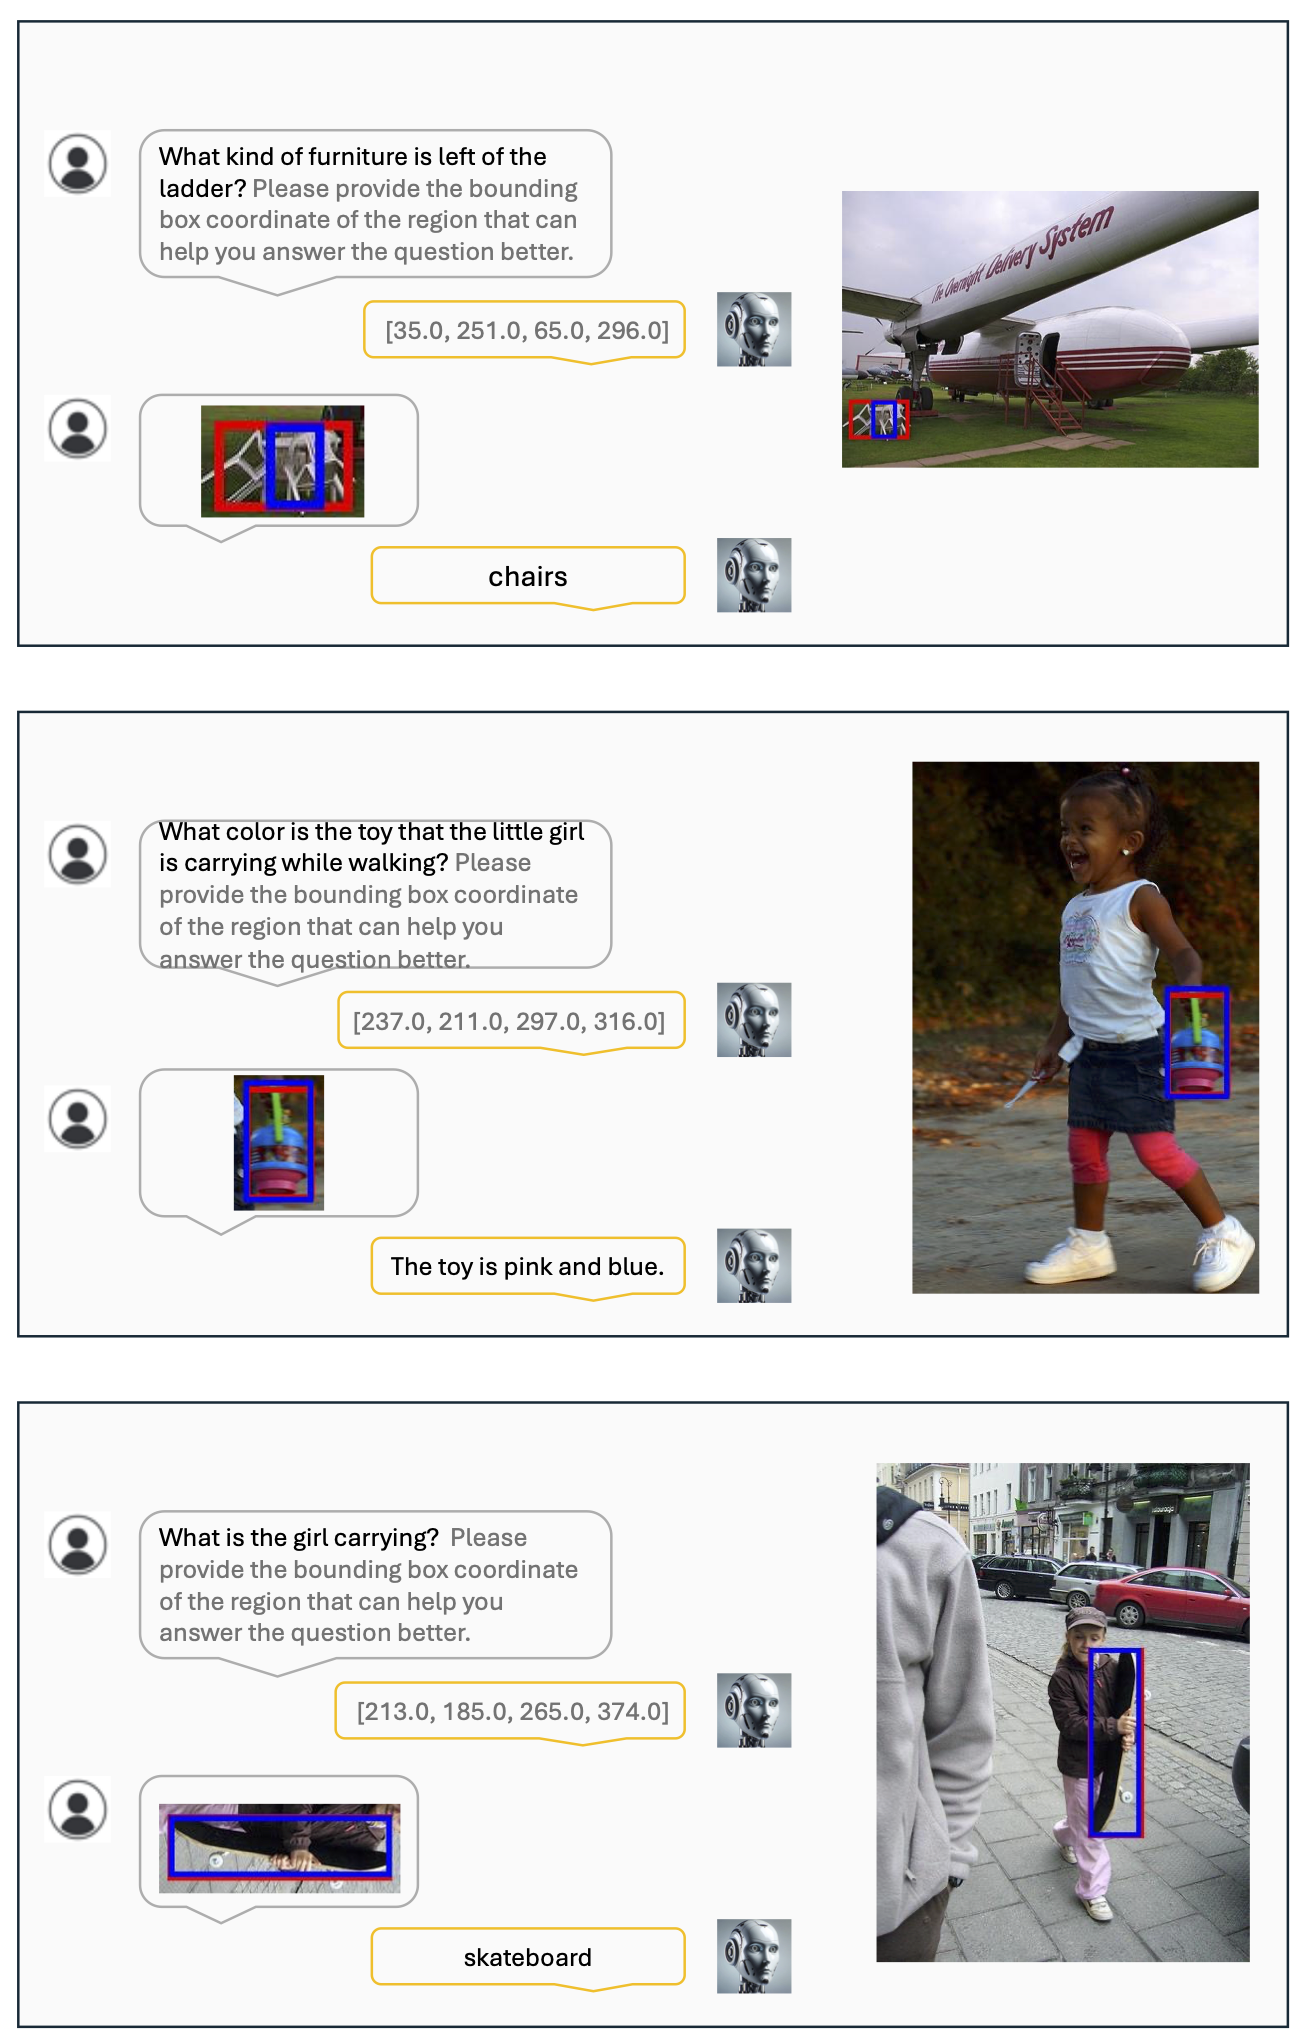 What kind of furniture is left of the
ladder? Please provide the bounding
box coordinate of the region that can
help you answer the question better.
The Overnight Delivery System
[35.0, 251.0, 65.0, 296.0]
chairs
What color is the toy that the little girl
is carrying while walking? Please
provide the bounding box coordinate
of the region that can help you
answer the question better.
[237.0, 211.0, 297.0, 316.0]
The toy is pink and blue.
What is the girl carrying?  Please
provide the bounding box coordinate
of the region that can help you
answer the question better.
[213.0, 185.0, 265.0, 374.0]
skateboard